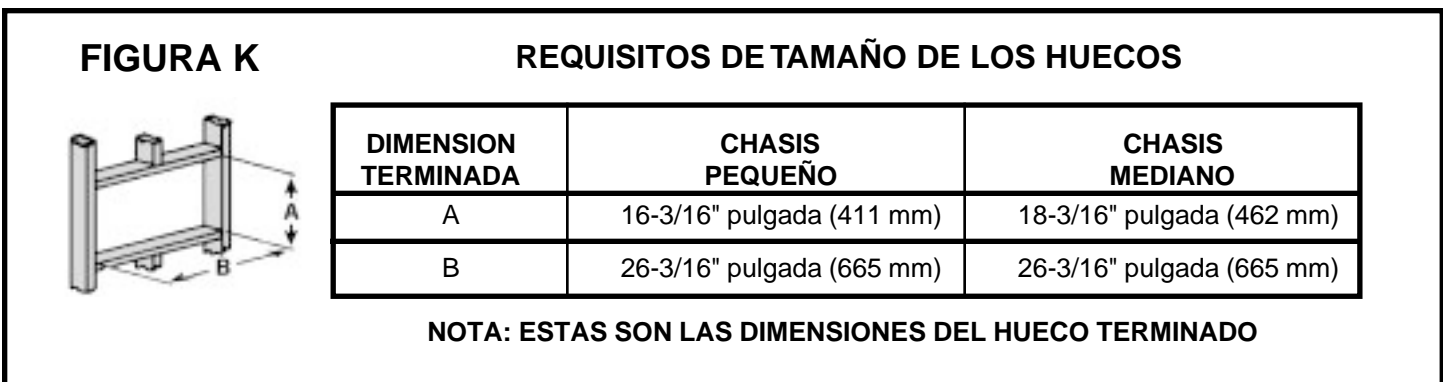 FIGURA K
REQUISITOS DE TAMAÑO DE LOS HUECOS
A
B
DIMENSION
TERMINADA
CHASIS
PEQUEÑO
CHASIS
MEDIANO
A
16-3/16" pulgada (411 mm)
18-3/16" pulgada (462 mm)
B
26-3/16" pulgada (665 mm)
26-3/16" pulgada (665 mm)
NOTA: ESTAS SON LAS DIMENSIONES DEL HUECO TERMINADO